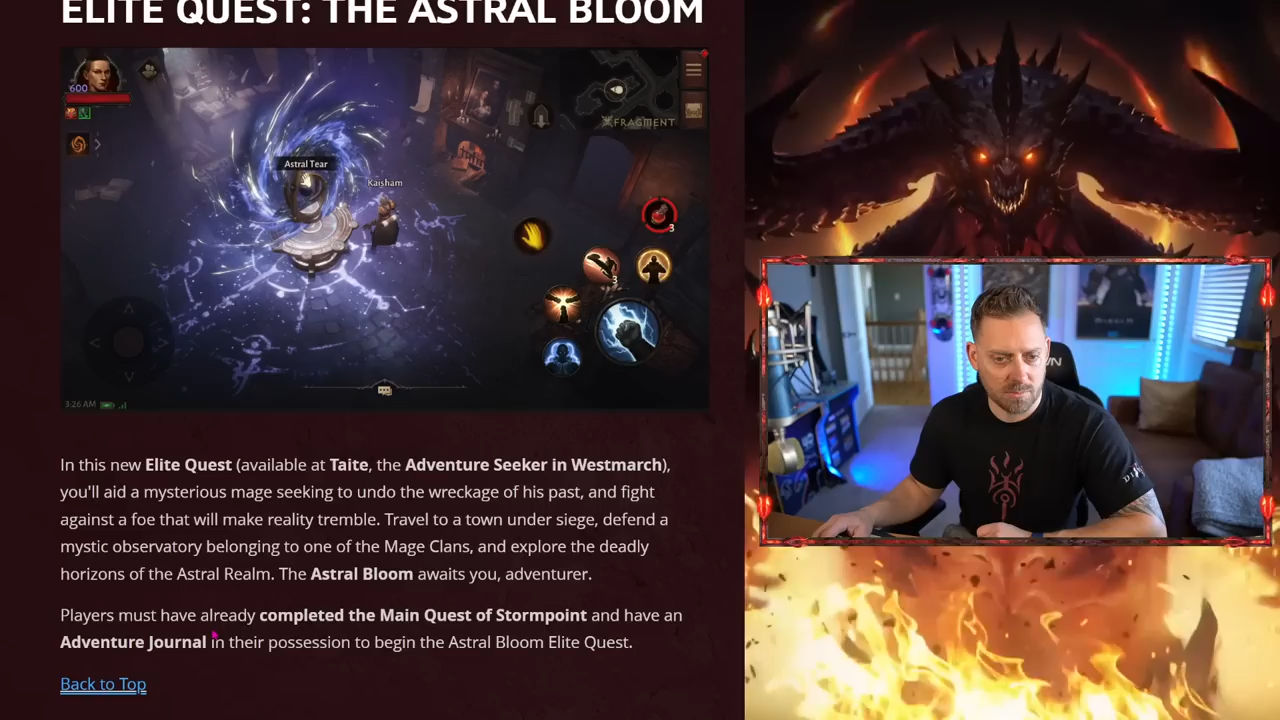 ELITE QUEST: THE ASTRAL BLOOM
600
FRAGMENT
Astral Tear
Kaisham
3
3:26 AM
In this new Elite Quest (available at Taite, the Adventure Seeker in Westmarch),
you'll aid a mysterious mage seeking to undo the wreckage of his past, and fight
against a foe that will make reality tremble. Travel to a town under siege, defend a
mystic observatory belonging to one of the Mage Clans, and explore the deadly
horizons of the Astral Realm. The Astral Bloom awaits you, adventurer.
Players must have already completed the Main Quest of Stormpoint and have an
Adventure Journal in their possession to begin the Astral Bloom Elite Quest.
Back to Top